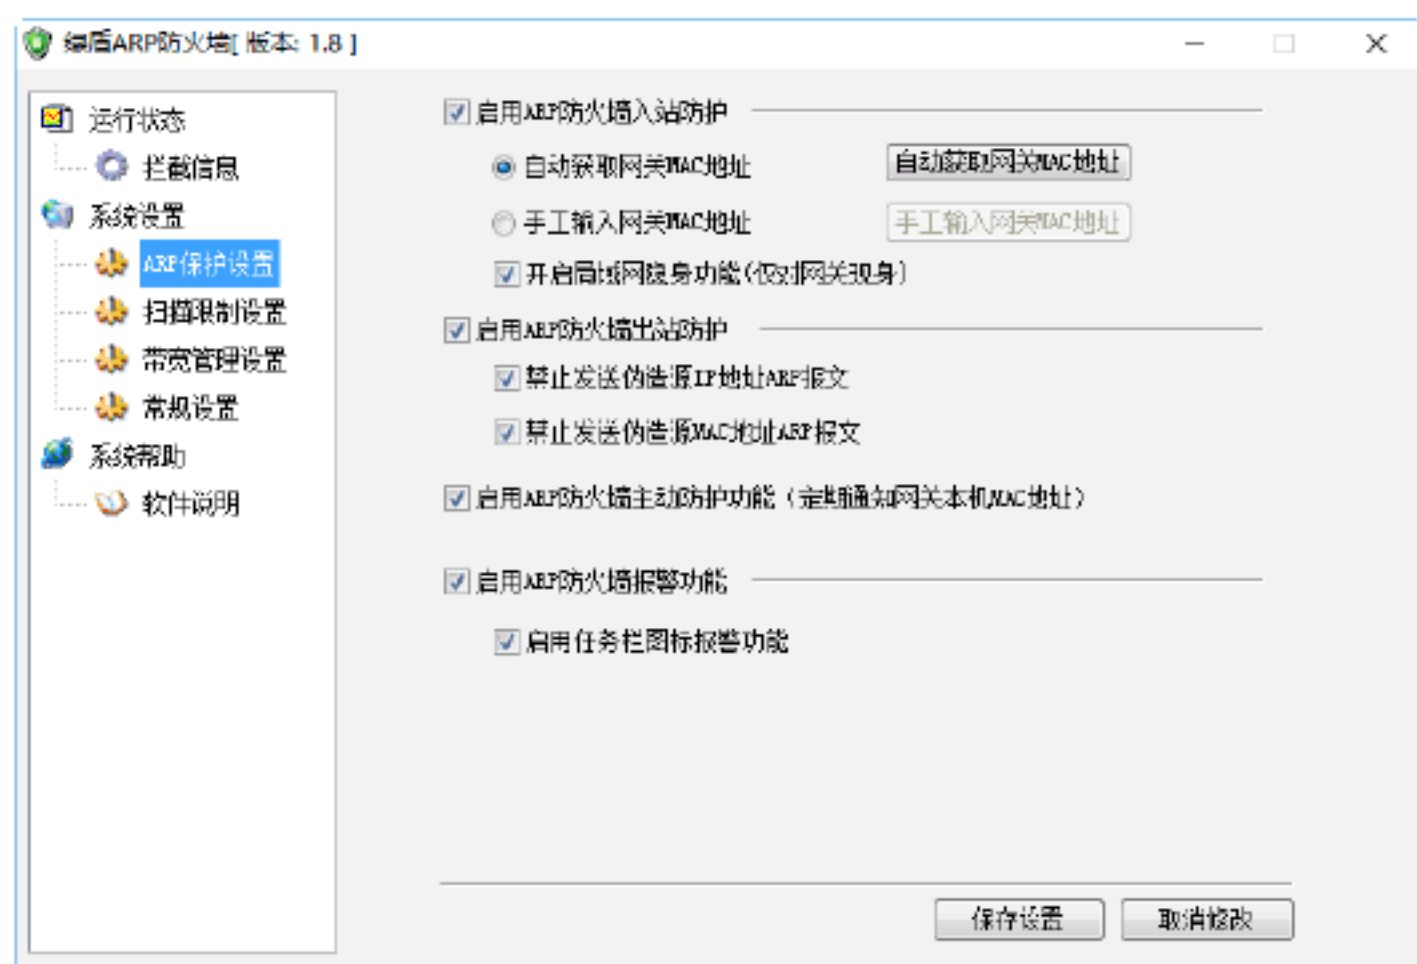 绿盾ARP防火墙[ 版本: 1.8 ]
运行状态
拦截信息
系统设置
ARP保护设置
扫描限制设置
带宽管理设置
常规设置
系统帮助
软件说明
启用ARP防火墙入站防护
自动获取网关MAC地址
自动获取网关MAC地址
手工输入网关MAC地址
手工输入网关MAC地址
开启局域网隐身功能(仅对网关现身)
启用ARP防火墙出站防护
禁止发送伪造源IP地址ARP报文
禁止发送伪造源MAC地址ARP报文
启用ARP防火墙主动防护功能（定期通知网关本机MAC地址）
启用ARP防火墙报警功能
启用任务栏图标报警功能
保存设置
取消修改